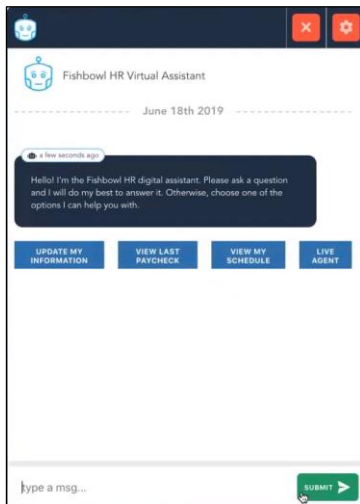 Fishbowl HR Virtual Assistant
June 18th 2019
a few seconds ago
Hello! I'm the Fishbowl HR digital assistant. Please ask a question
and I will do my best to answer it. Otherwise, choose one of the
options I can help you with.
UPDATE MY
INFORMATION
VIEW LAST
PAYCHECK
VIEW MY
SCHEDULE
LIVE
AGENT
type a msg...
SUBMIT